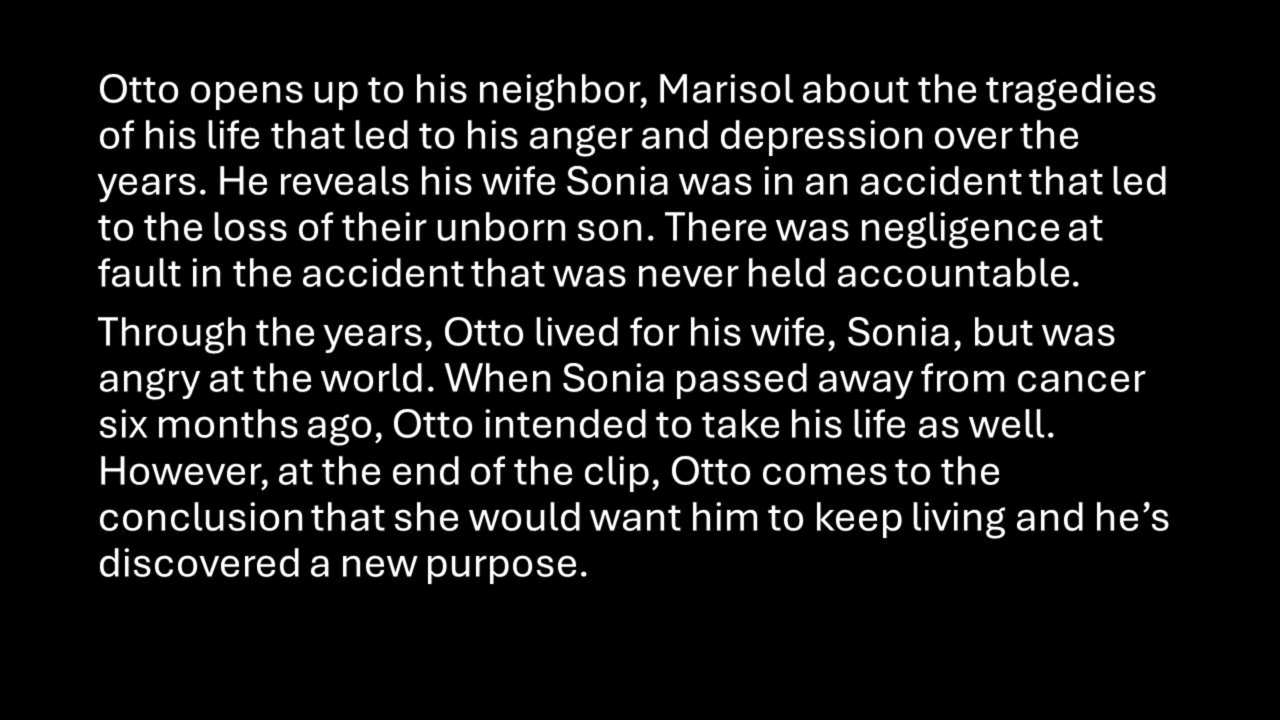 Otto opens up to his neighbor, Marisol about the tragedies
of his life that led to his anger and depression over the
years. He reveals his wife Sonia was in an accident that led
to the loss of their unborn son. There was negligence at
fault in the accident that was never held accountable.
Through the years, Otto lived for his wife, Sonia, but was
angry at the world. When Sonia passed away from cancer
six months ago, Otto intended to take his life as well.
However, at the end of the clip, Otto comes to the
conclusion that she would want him to keep living and he’s
discovered a new purpose.